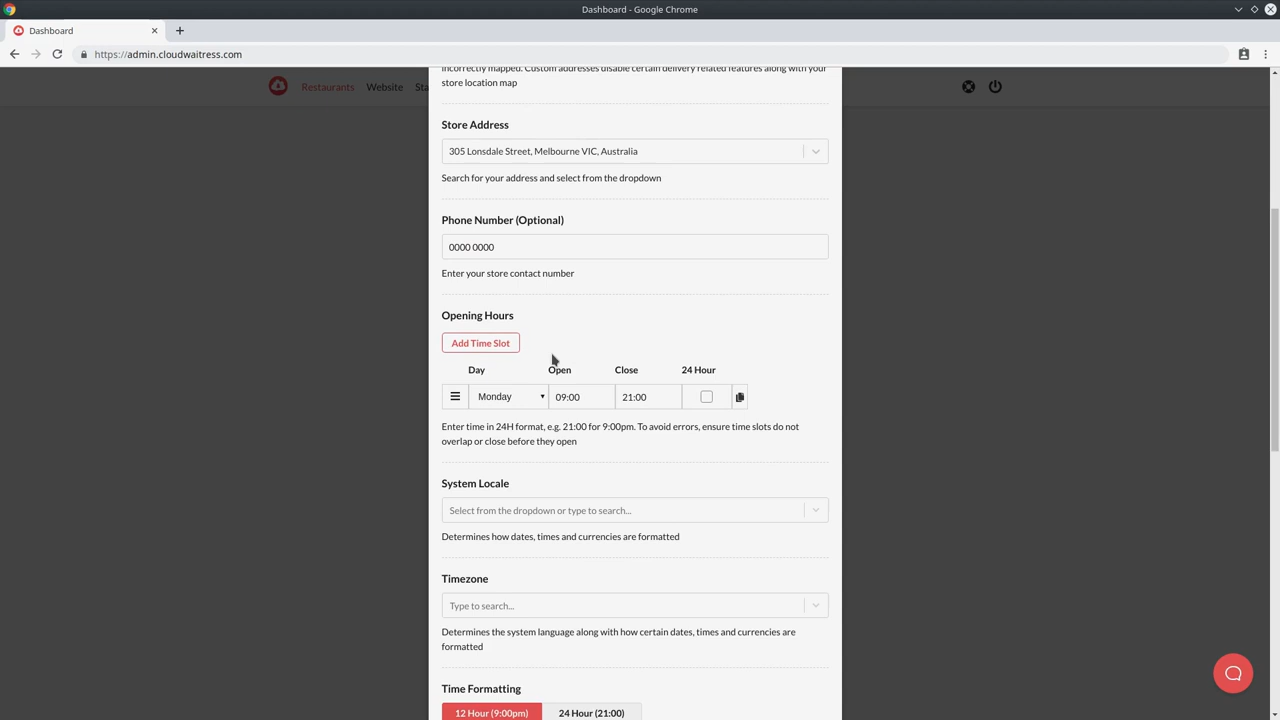 Dashboard - Google Chrome
Dashboard
https://admin.cloudwaitress.com
Restaurants Website Sta
incorrectly mapped. Custom addresses disable certain delivery related features along with your
store location map
Store Address
305 Lonsdale Street, Melbourne VIC, Australia
Search for your address and select from the dropdown
Phone Number (Optional)
0000 0000
Enter your store contact number
Opening Hours
Add Time Slot
Day Open Close 24 Hour
Monday 09:00 21:00
Enter time in 24H format, e.g. 21:00 for 9:00pm. To avoid errors, ensure time slots do not
overlap or close before they open
System Locale
Select from the dropdown or type to search...
Determines how dates, times and currencies are formatted
Timezone
Type to search...
Determines the system language along with how certain dates, times and currencies are
formatted
Time Formatting
12 Hour (9:00pm) 24 Hour (21:00)